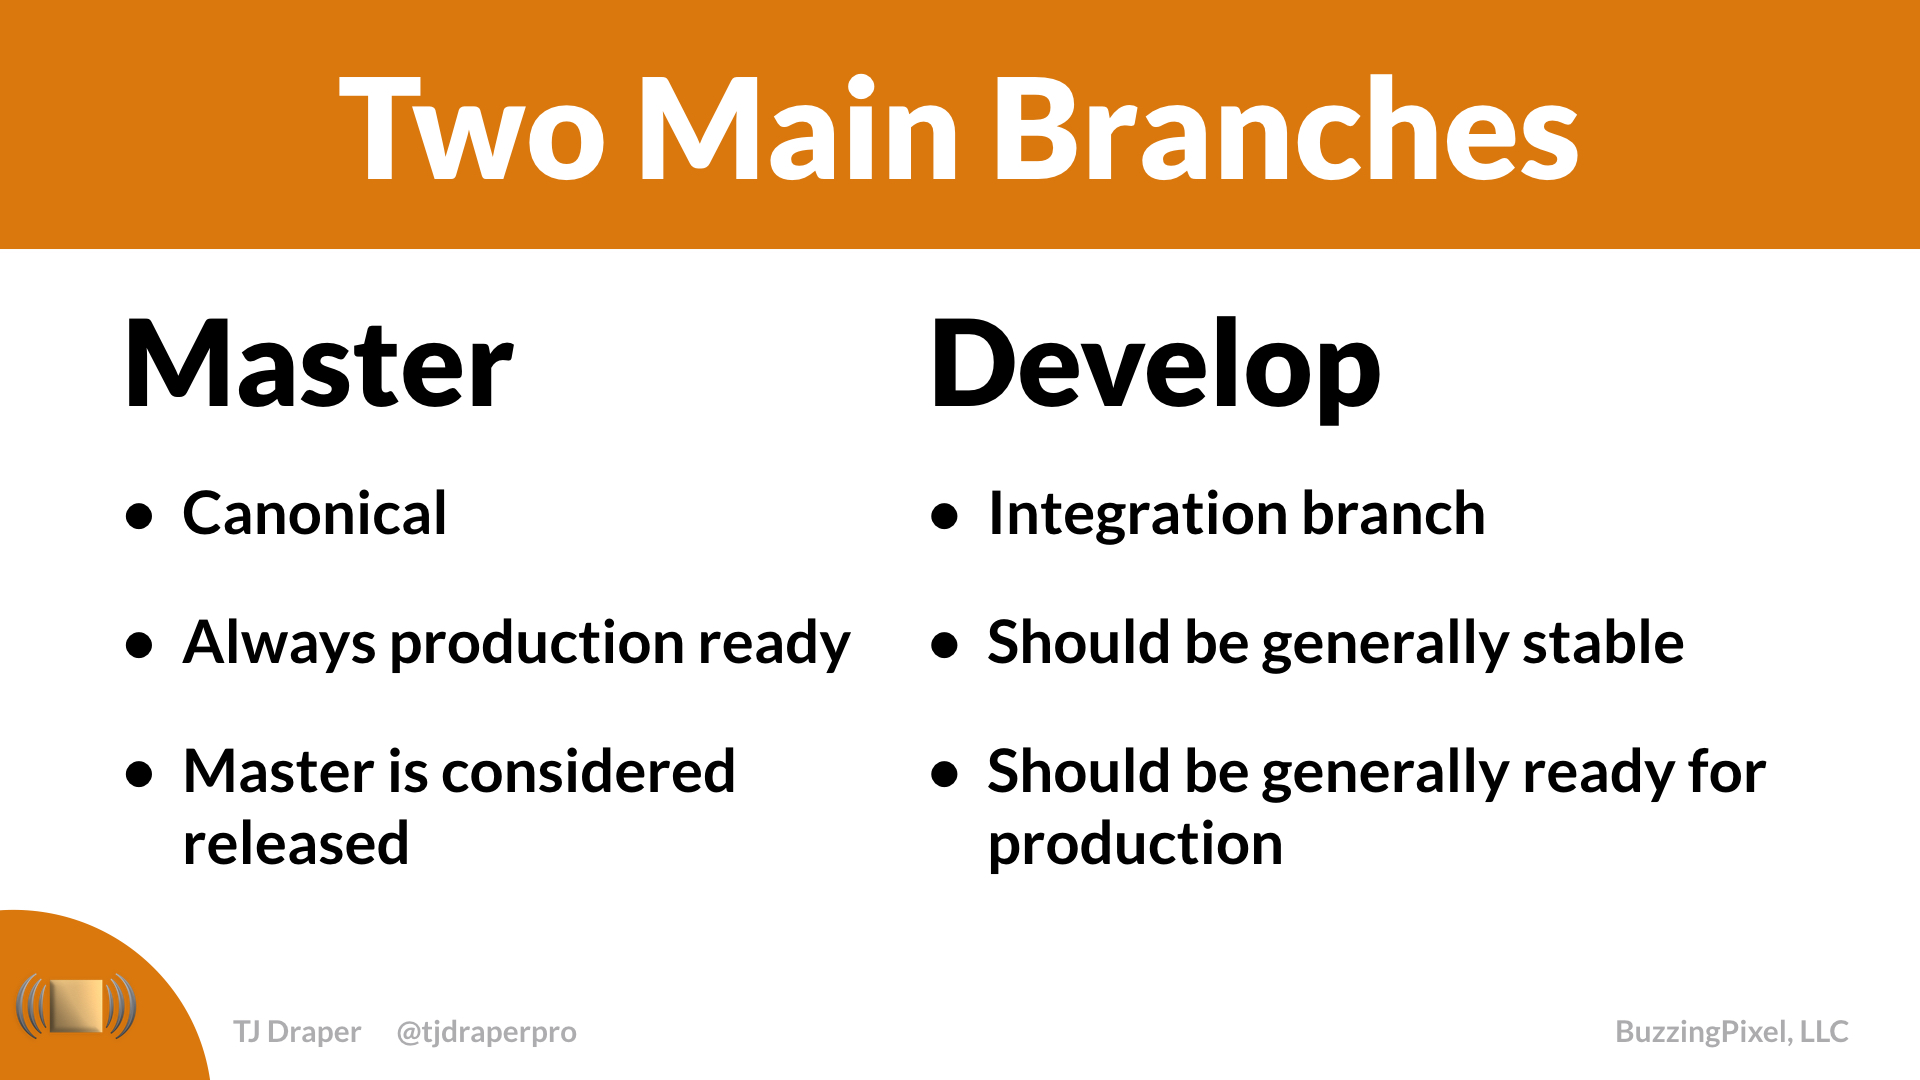 Two Main Branches
Master
• Canonical
• Always production ready
• Master is considered
released
Develop
• Integration branch
• Should be generally stable
• Should be generally ready for
production
TJ Draper @tjdraperpro
BuzzingPixel, LLC